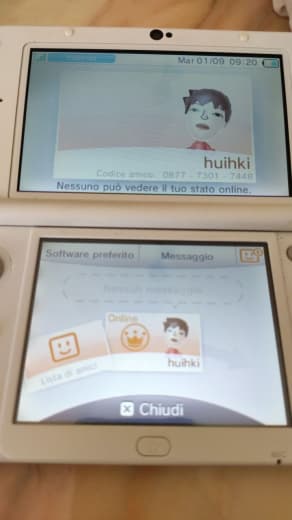 Mar 01/09 09:20
huihki
Codice amico: 0877 - 7301 - 7448
Nessuno può vedere il tuo stato online.
Software preferito
Messaggio
Nessun messaggio
Online
huihki
Lista di amici
X Chiudi
MIC